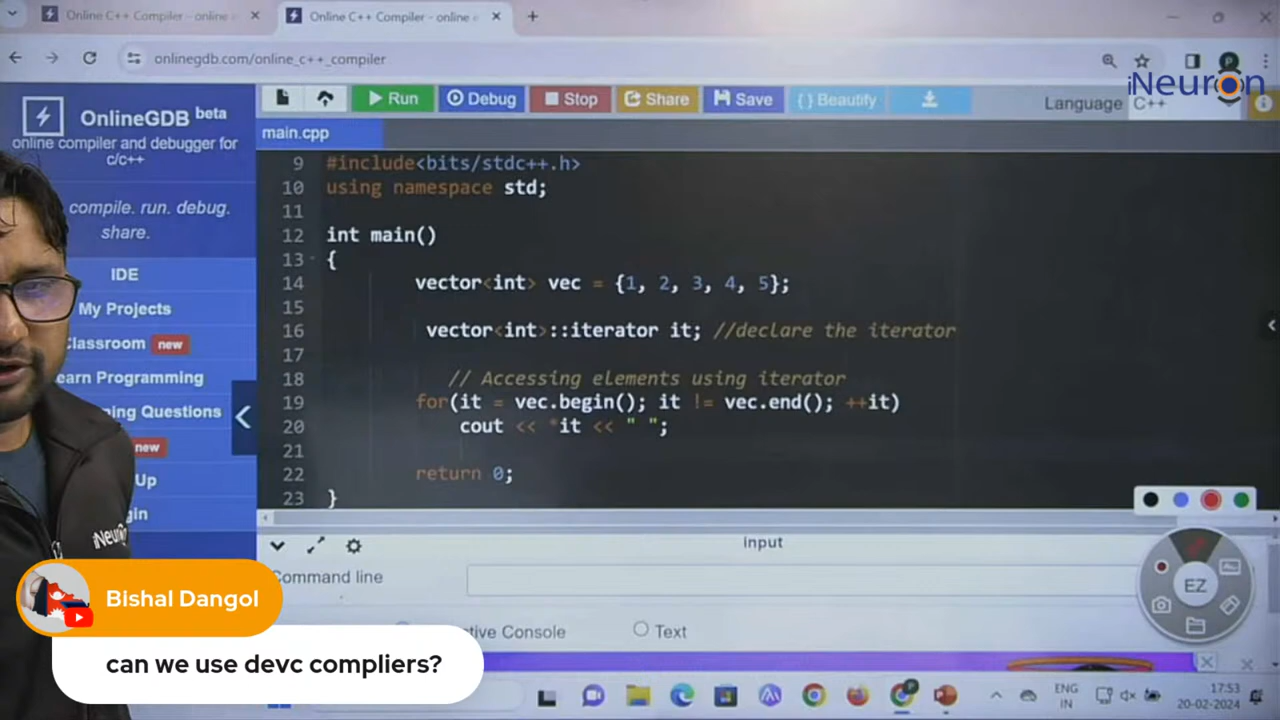 Online C++ Compiler - online e
Online C++ Compiler - online e
onlinegdb.com/online_c++_compiler
iNeuron
OnlineGDB beta
online compiler and debugger for
c/c++
compile. run. debug.
share.
IDE
My Projects
Classroom new
earn Programming
ing Questions
new
Up
gin
Run
Debug
Stop
Share
Save
{ } Beautify
Language C++
main.cpp
9 #include<bits/stdc++.h>
10 using namespace std;
11
12 int main()
13 {
14 vector<int> vec = {1, 2, 3, 4, 5};
15
16 vector<int>::iterator it; //declare the iterator
17
18 // Accessing elements using iterator
19 for(it = vec.begin(); it != vec.end(); ++it)
20 cout << *it << " ";
21
22 return 0;
23 }
input
Command line
ctive Console
Text
EZ
iNeuron
Bishal Dangol
can we use devc compliers?
ENG
IN
17:53
20-02-2024